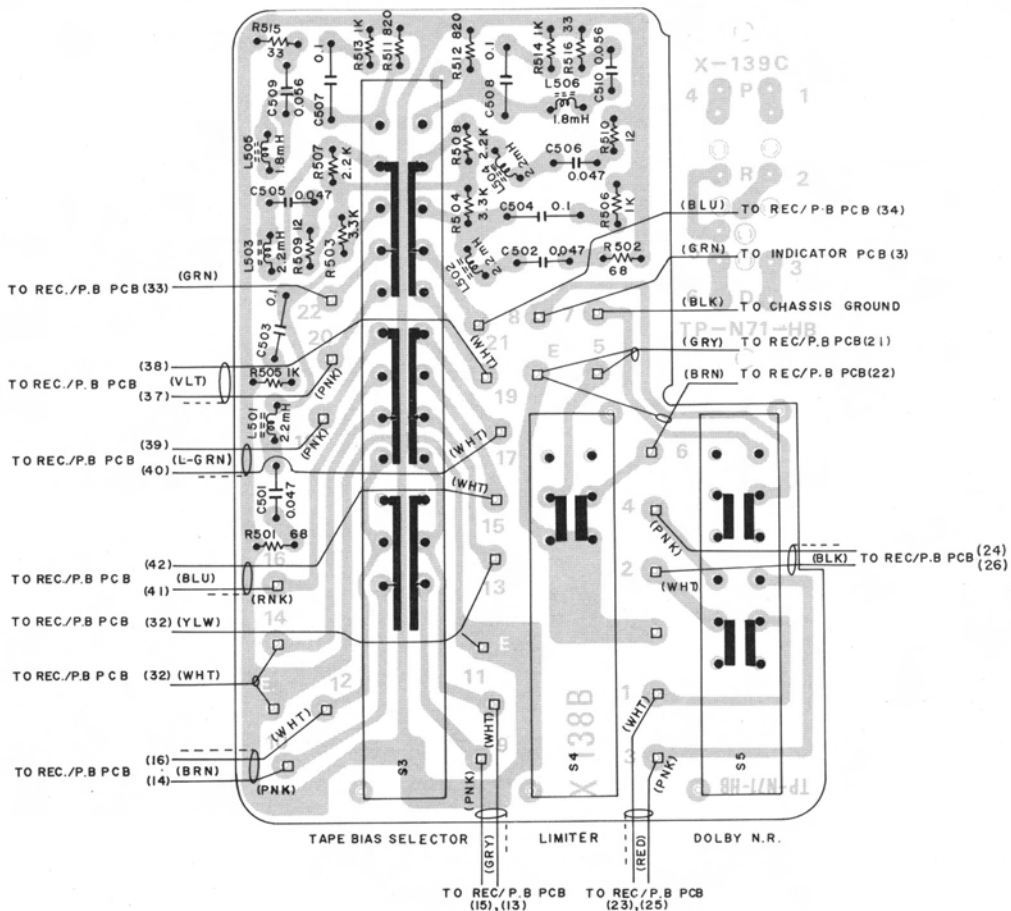 R515
33
C509
0.056
0.1
C507
R513 1K
R511 820
R512 820
0.1
C508
R514 1K
R516 33
C510 0.056
L506
1.8mH
X-139C
4 P 1
R 2
6 D 3
TP-N71-HB
L505
1.8mH
R507
2.2K
R508
2.2K
L504
2.2mH
C506
0.047
R510
12
C505
0.047
R504
3.3K
C504 0.1
R506
1K
L503
2.2mH
R509 12
R503
3.3K
L502
2.2mH
C502 0.047
R502
68
(BLU) TO REC/P.B PCB (34)
(GRN) TO INDICATOR PCB (3)
(BLK) TO CHASSIS GROUND
(GRY) TO REC/P.B PCB(21)
(BRN) TO REC/P.B PCB(22)
(GRN)
TO REC./P.B PCB (33)
0.1
C503
22
20
21
8
7
E
5
19
(WHT)
(38)
TO REC./P.B PCB (VLT)
(37)
(PNK)
R505 1K
L501
2.2mH
(39)
TO REC./P.B PCB (L-GRN)
(40)
(PNK)
(WHT)
17
6
C501
0.047
(WHT)
15
4
(PNK)
R501 68
16
(42)
TO REC./P.B PCB (BLU)
(41)
(RNK)
13
2
(WHT)
(BLK) TO REC/P.B PCB (24)
(26)
TO REC./P.B PCB (32) (YLW)
14
E
TO REC./P.B PCB (32) (WHT)
E
12
11
1
(WHT)
(WHT)
(WHT)
(16)
TO REC./P.B PCB (BRN)
(14)
(PNK)
9
(PNK)
3
(PNK)
S3
X-138B
S4
S5
TP-N71-HB
TAPE BIAS SELECTOR
LIMITER
DOLBY N.R.
(GRY)
(RED)
TO REC/P.B PCB
(15),(13)
TO REC/P.B PCB
(23),(25)